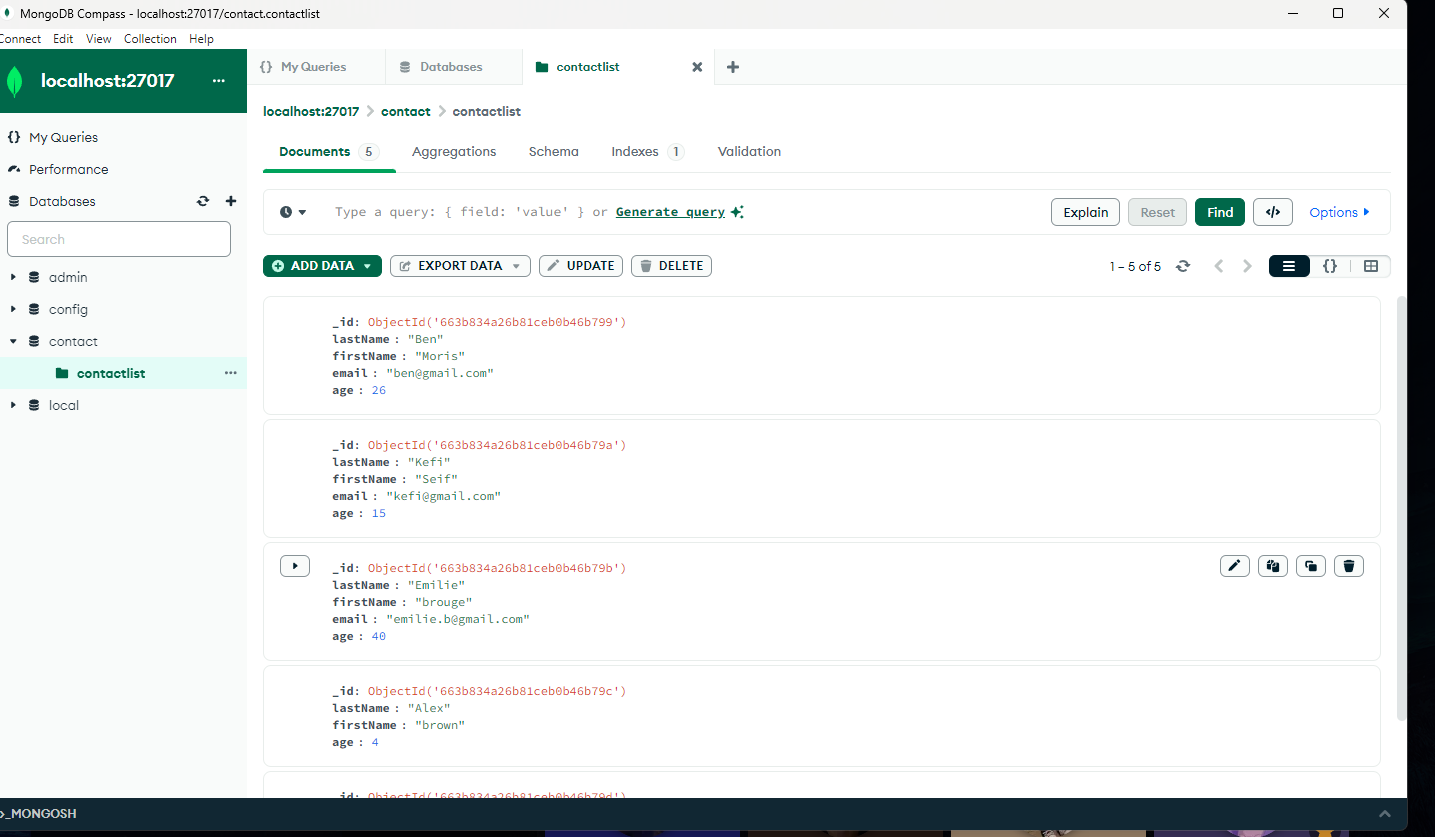 MongoDB Compass - localhost:27017/contact.contactlist
Connect Edit View Collection Help
localhost:27017
My Queries
Performance
Databases
Search
admin
config
contact
contactlist
local
{} My Queries
Databases
contactlist
localhost:27017 > contact > contactlist
Documents 5 Aggregations Schema Indexes 1 Validation
Type a query: { field: 'value' } or Generate query
Explain Reset Find </> Options
ADD DATA EXPORT DATA UPDATE DELETE
1 – 5 of 5
_id: ObjectId('663b834a26b81ceb0b46b799')
lastName : "Ben"
firstName : "Moris"
email : "ben@gmail.com"
age : 26
_id: ObjectId('663b834a26b81ceb0b46b79a')
lastName : "Kefi"
firstName : "Seif"
email : "kefi@gmail.com"
age : 15
_id: ObjectId('663b834a26b81ceb0b46b79b')
lastName : "Emilie"
firstName : "brouge"
email : "emilie.b@gmail.com"
age : 40
_id: ObjectId('663b834a26b81ceb0b46b79c')
lastName : "Alex"
firstName : "brown"
age : 4
_id: ObjectId('663b834a26b81ceb0b46b79d')
>_MONGOSH